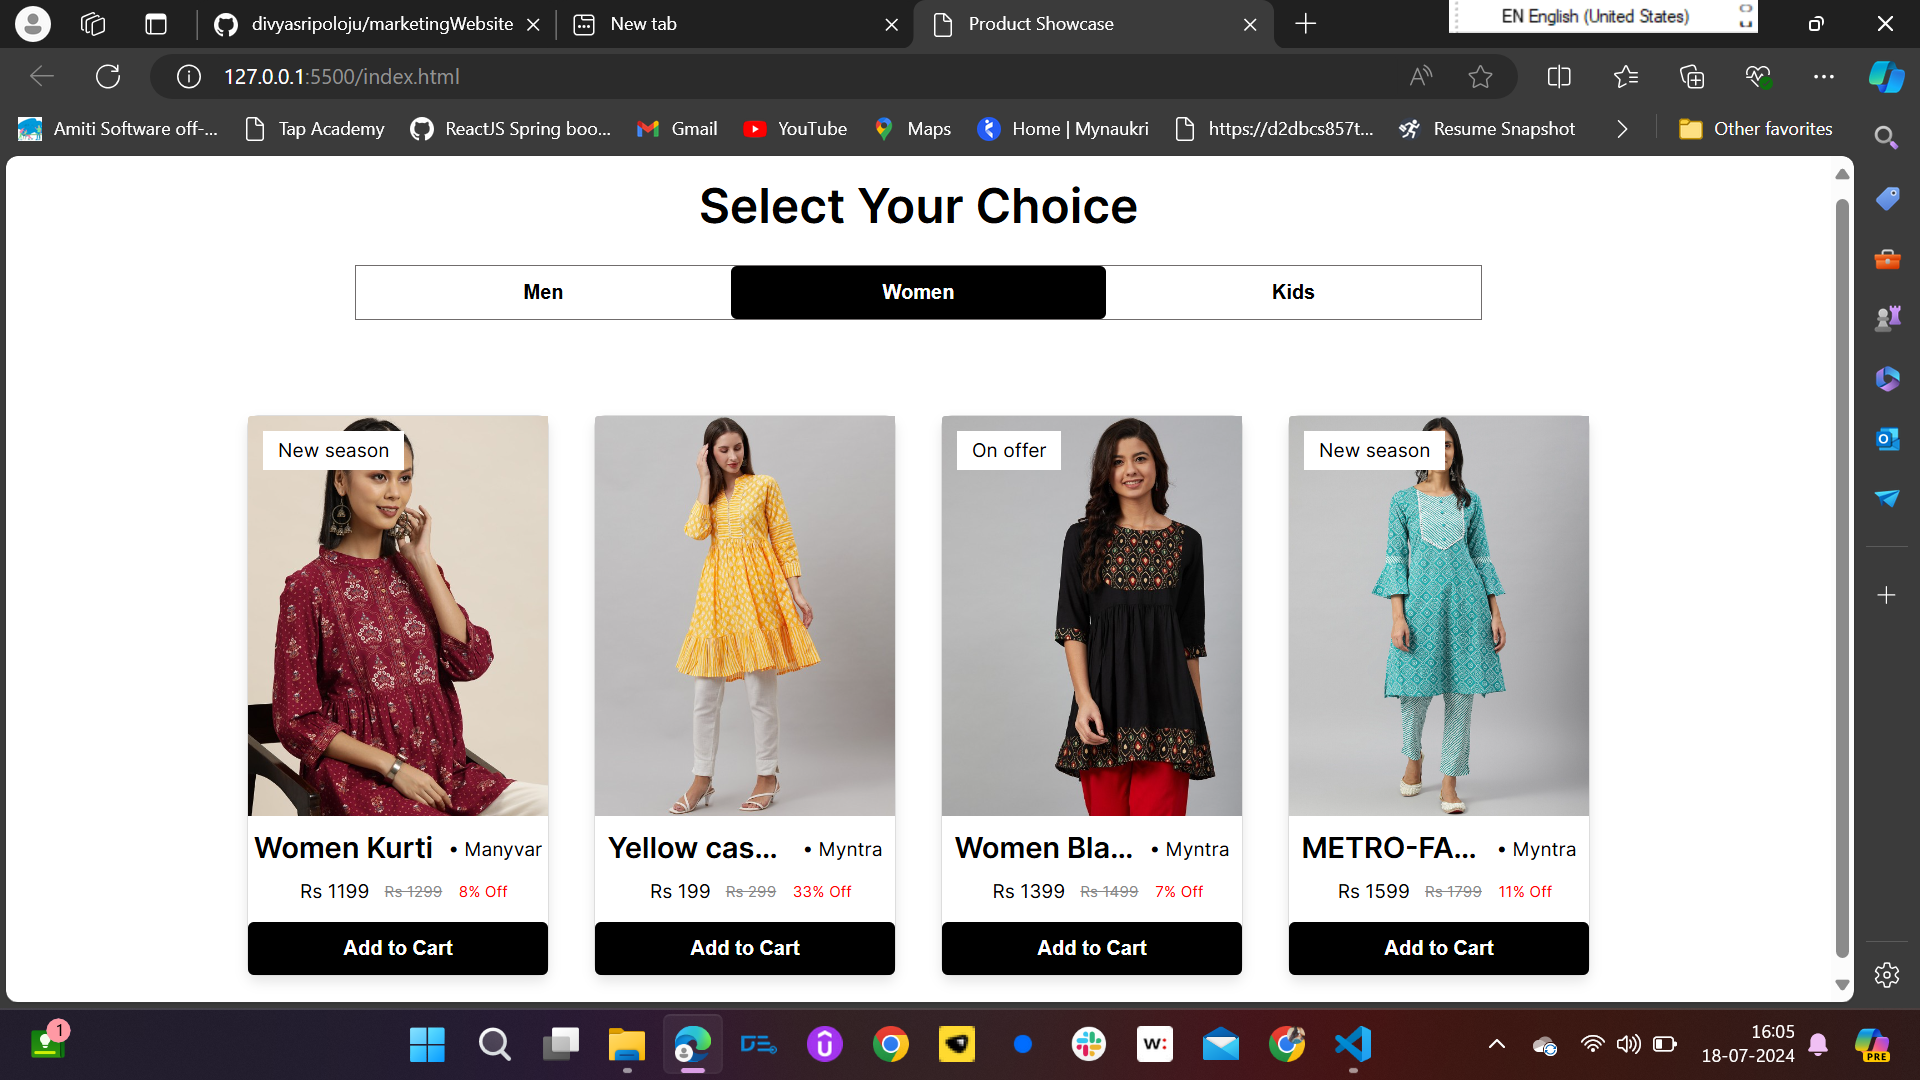 divyasripoloju/marketingWebsite
New tab
Product Showcase
EN English (United States)
127.0.0.1:5500/index.html
Amiti Software off-...
Tap Academy
ReactJS Spring boo...
Gmail
YouTube
Maps
Home | Mynaukri
https://d2dbcs857t...
Resume Snapshot
Other favorites
Select Your Choice
Men
Women
Kids
New season
On offer
New season
Women Kurti • Manyvar
Yellow cas... • Myntra
Women Bla... • Myntra
METRO-FA... • Myntra
Rs 1199 Rs 1299 8% Off
Rs 199 Rs 299 33% Off
Rs 1399 Rs 1499 7% Off
Rs 1599 Rs 1799 11% Off
Add to Cart
Add to Cart
Add to Cart
Add to Cart
1
w:
16:05
18-07-2024
PRE